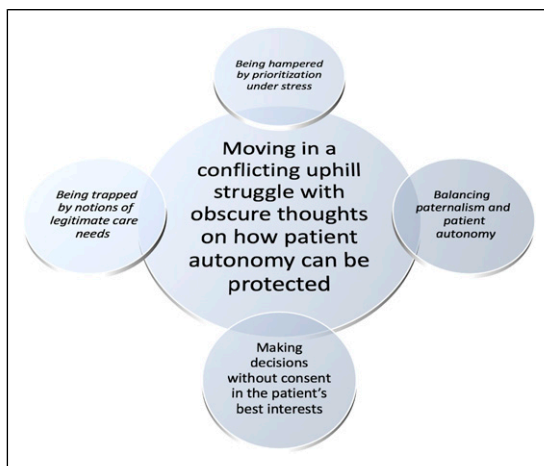 Being hampered
by prioritization
under stress
Moving in a
conflicting uphill
struggle with
obscure thoughts
on how patient
autonomy can be
protected
Being trapped
by notions of
legitimate care
needs
Balancing
paternalism and
patient
autonomy
Making
decisions
without consent
in the patient's
best interests